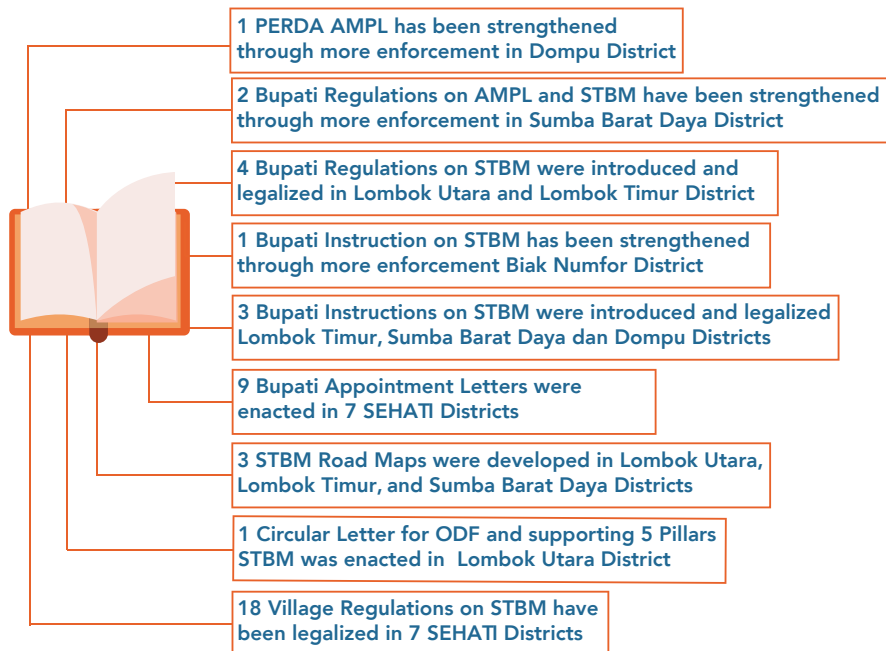 1 PERDA AMPL has been strengthened
through more enforcement in Dompu District
2 Bupati Regulations on AMPL and STBM have been strengthened
through more enforcement in Sumba Barat Daya District
4 Bupati Regulations on STBM were introduced and
legalized in Lombok Utara and Lombok Timur District
1 Bupati Instruction on STBM has been strengthened
through more enforcement Biak Numfor District
3 Bupati Instructions on STBM were introduced and legalized
Lombok Timur, Sumba Barat Daya dan Dompu Districts
9 Bupati Appointment Letters were
enacted in 7 SEHATI Districts
3 STBM Road Maps were developed in Lombok Utara,
Lombok Timur, and Sumba Barat Daya Districts
1 Circular Letter for ODF and supporting 5 Pillars
STBM was enacted in Lombok Utara District
18 Village Regulations on STBM have
been legalized in 7 SEHATI Districts